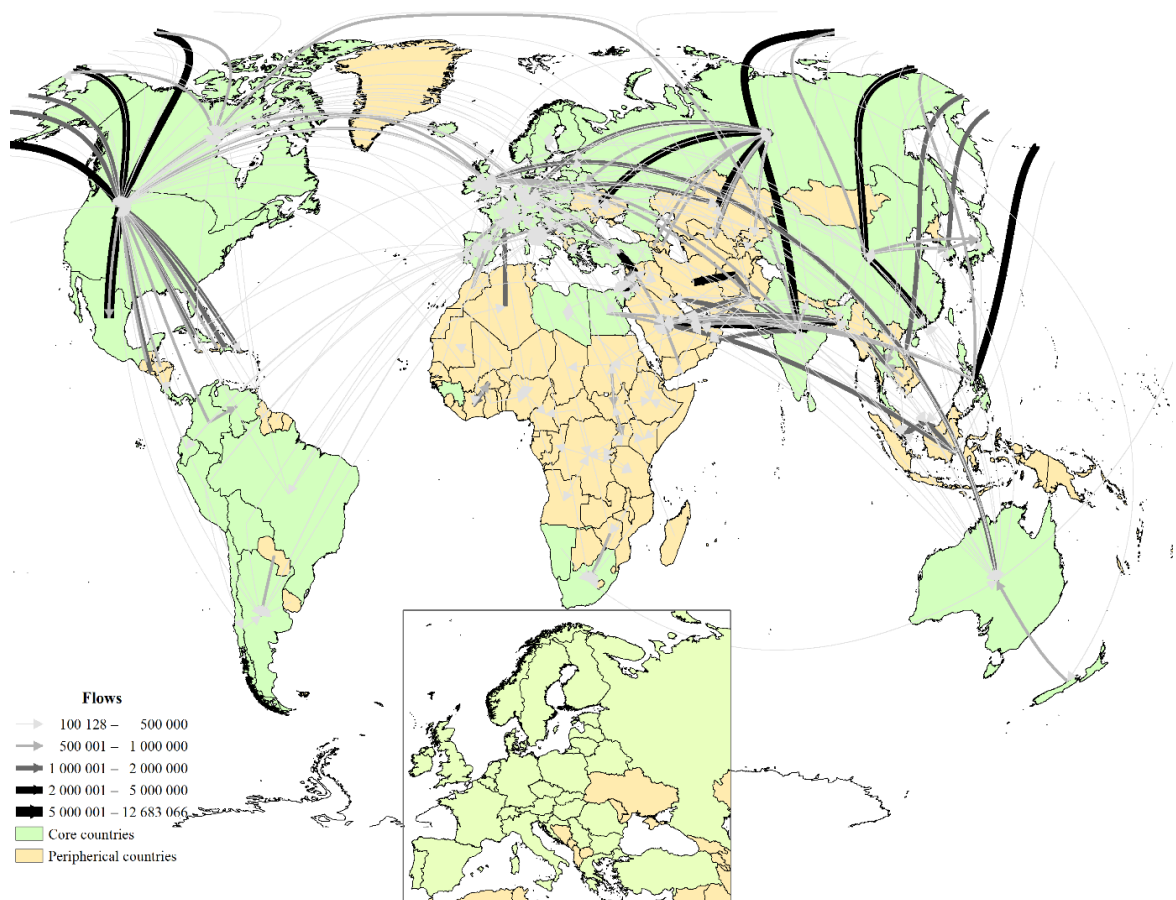 Flows
100 128 – 500 000
500 001 – 1 000 000
1 000 001 – 2 000 000
2 000 001 – 5 000 000
5 000 001 – 12 683 066
Core countries
Peripherical countries